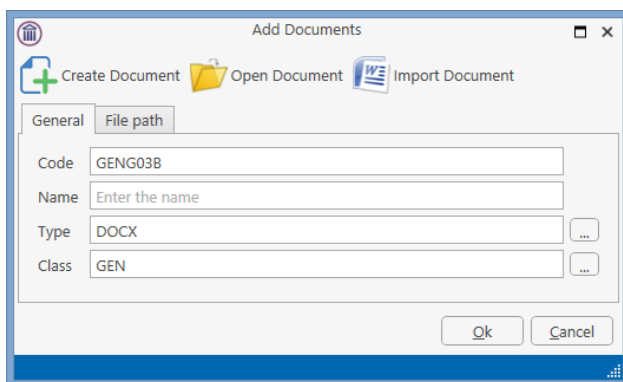 Add Documents
Create Document Open Document Import Document
General File path
Code GENG03B
Name Enter the name
Type DOCX ...
Class GEN ...
Ok Cancel